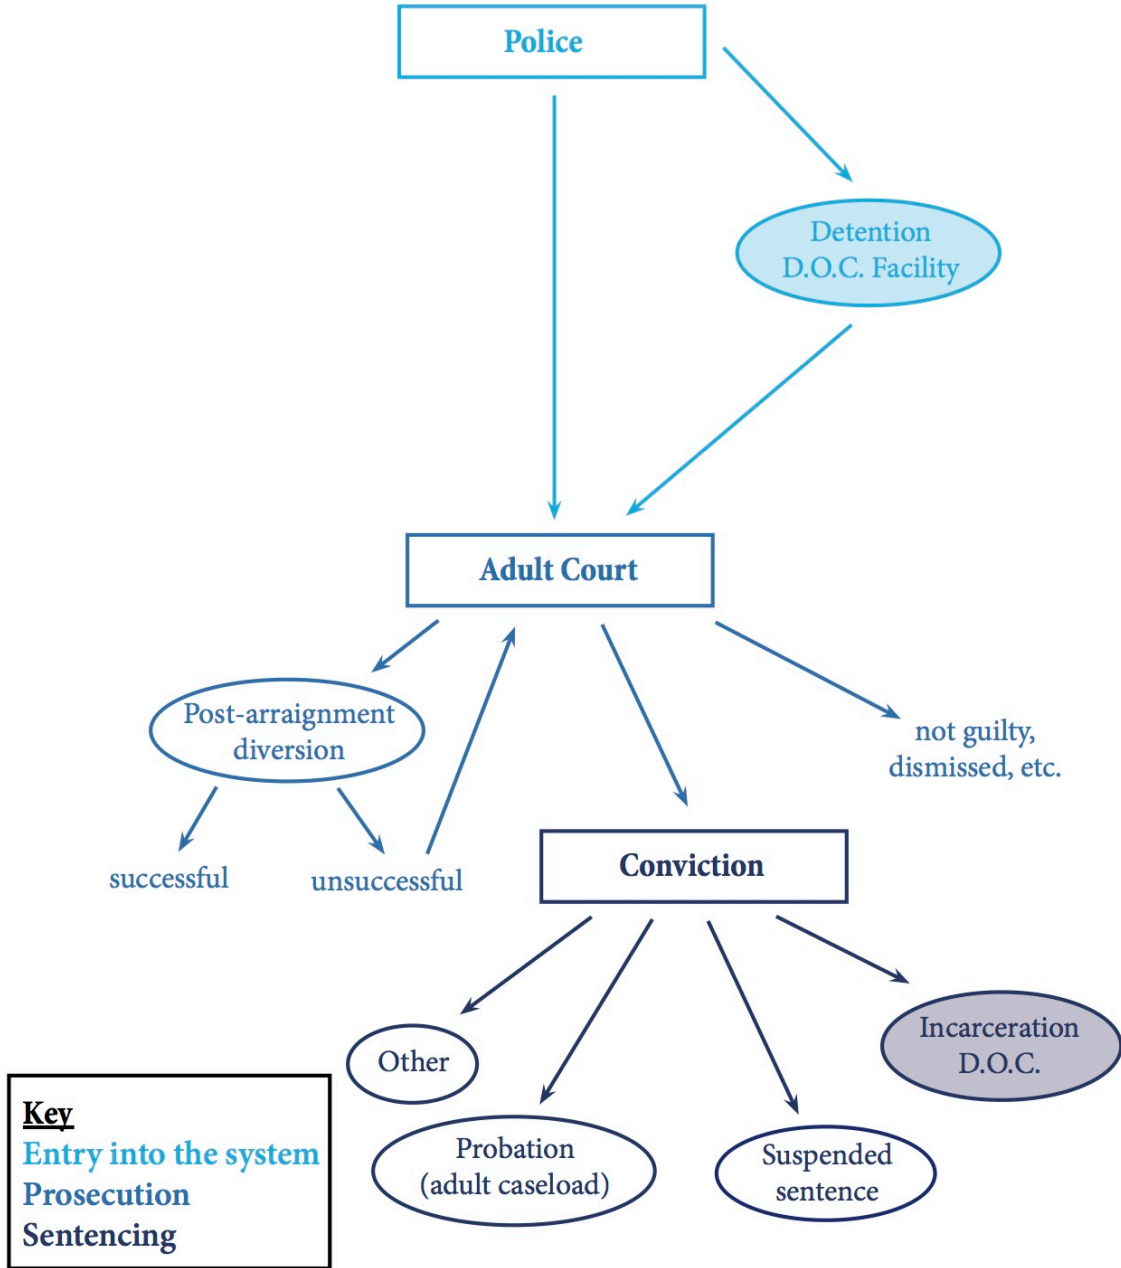 Police
Detention
D.O.C. Facility
Adult Court
Post-arraignment
diversion
not guilty,
dismissed, etc.
successful
unsuccessful
Conviction
Other
Probation
(adult caseload)
Suspended
sentence
Incarceration
D.O.C.
Key
Entry into the system
Prosecution
Sentencing